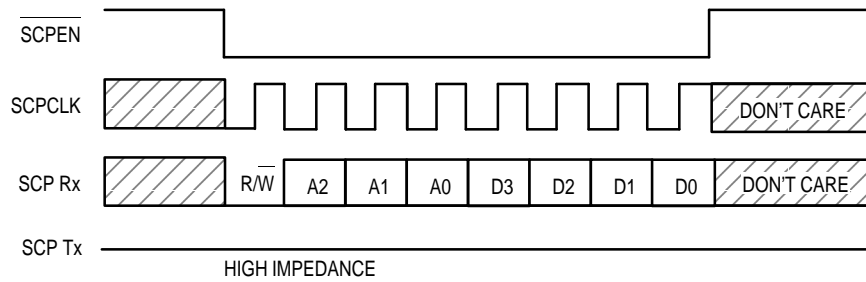 SCPEN
SCPCLK DON'T CARE
SCP Rx R/W A2 A1 A0 D3 D2 D1 D0 DON'T CARE
SCP Tx
HIGH IMPEDANCE